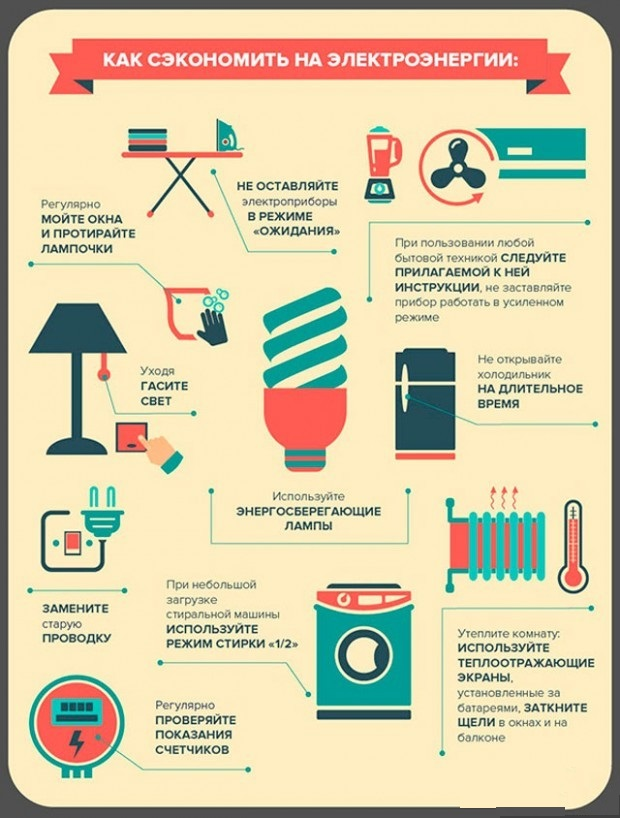 КАК СЭКОНОМИТЬ НА ЭЛЕКТРОЭНЕРГИИ:
НЕ ОСТАВЛЯЙТЕ
электроприборы
В РЕЖИМЕ
«ОЖИДАНИЯ»
Регулярно
МОЙТЕ ОКНА
И ПРОТИРАЙТЕ
ЛАМПОЧКИ
При пользовании любой
бытовой техникой СЛЕДУЙТЕ
ПРИЛАГАЕМОЙ К НЕЙ
ИНСТРУКЦИИ, не заставляйте
прибор работать в усиленном
режиме
Уходя
ГАСИТЕ
СВЕТ
Не открывайте
холодильник
НА ДЛИТЕЛЬНОЕ
ВРЕМЯ
Используйте
ЭНЕРГОСБЕРЕГАЮЩИЕ
ЛАМПЫ
ЗАМЕНИТЕ
старую
ПРОВОДКУ
При небольшой
загрузке
стиральной машины
ИСПОЛЬЗУЙТЕ
РЕЖИМ СТИРКИ «1/2»
Утеплите комнату:
ИСПОЛЬЗУЙТЕ
ТЕПЛООТРАЖАЮЩИЕ
ЭКРАНЫ,
установленные за
батареями, ЗАТКНИТЕ
ЩЕЛИ в окнах и на
балконе
Регулярно
ПРОВЕРЯЙТЕ
ПОКАЗАНИЯ
СЧЕТЧИКОВ